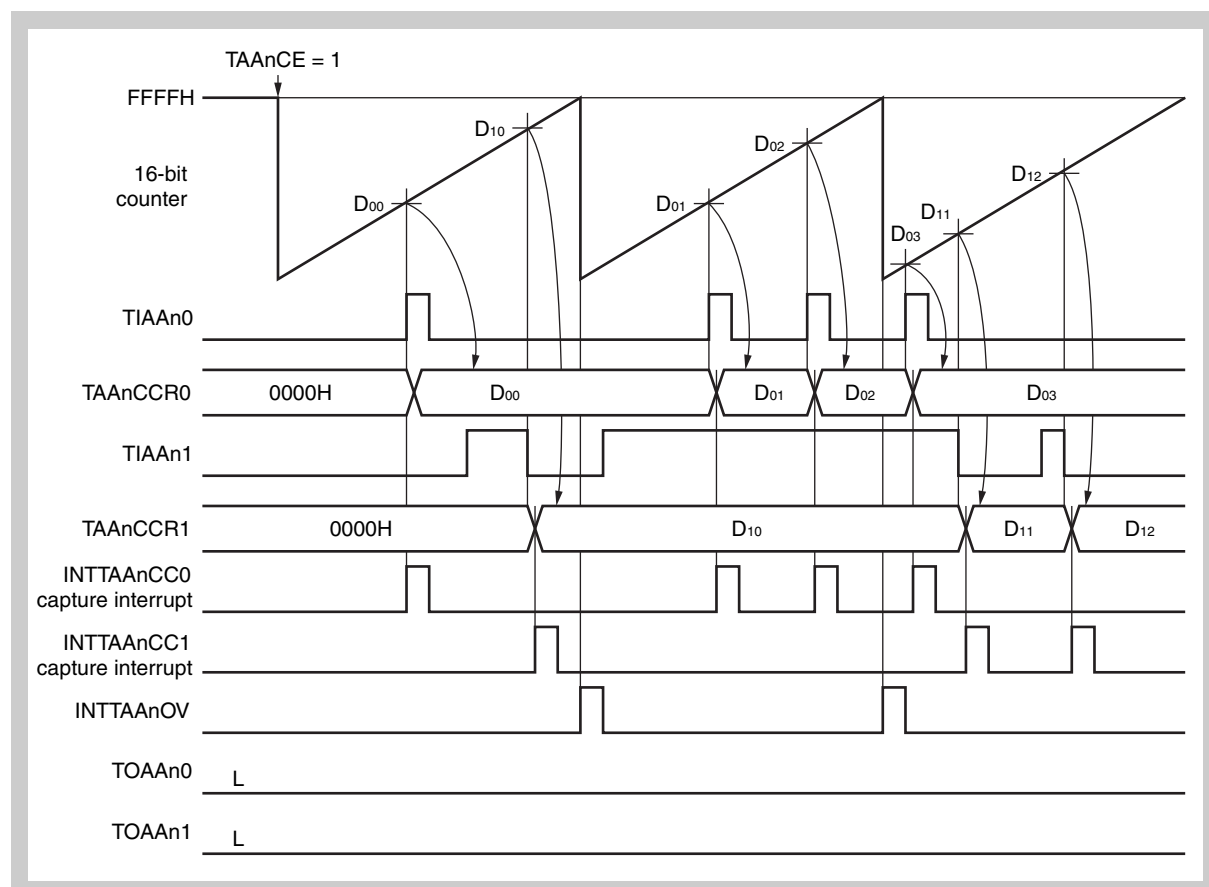 TAAnCE = 1
FFFFH
16-bit
counter
D00
D10
D01
D02
D03
D11
D12
TIAAn0
TAAnCCR0
0000H
D00
D01
D02
D03
TIAAn1
TAAnCCR1
0000H
D10
D11
D12
INTTAAnCC0
capture interrupt
INTTAAnCC1
capture interrupt
INTTAAnOV
TOAAn0
L
TOAAn1
L